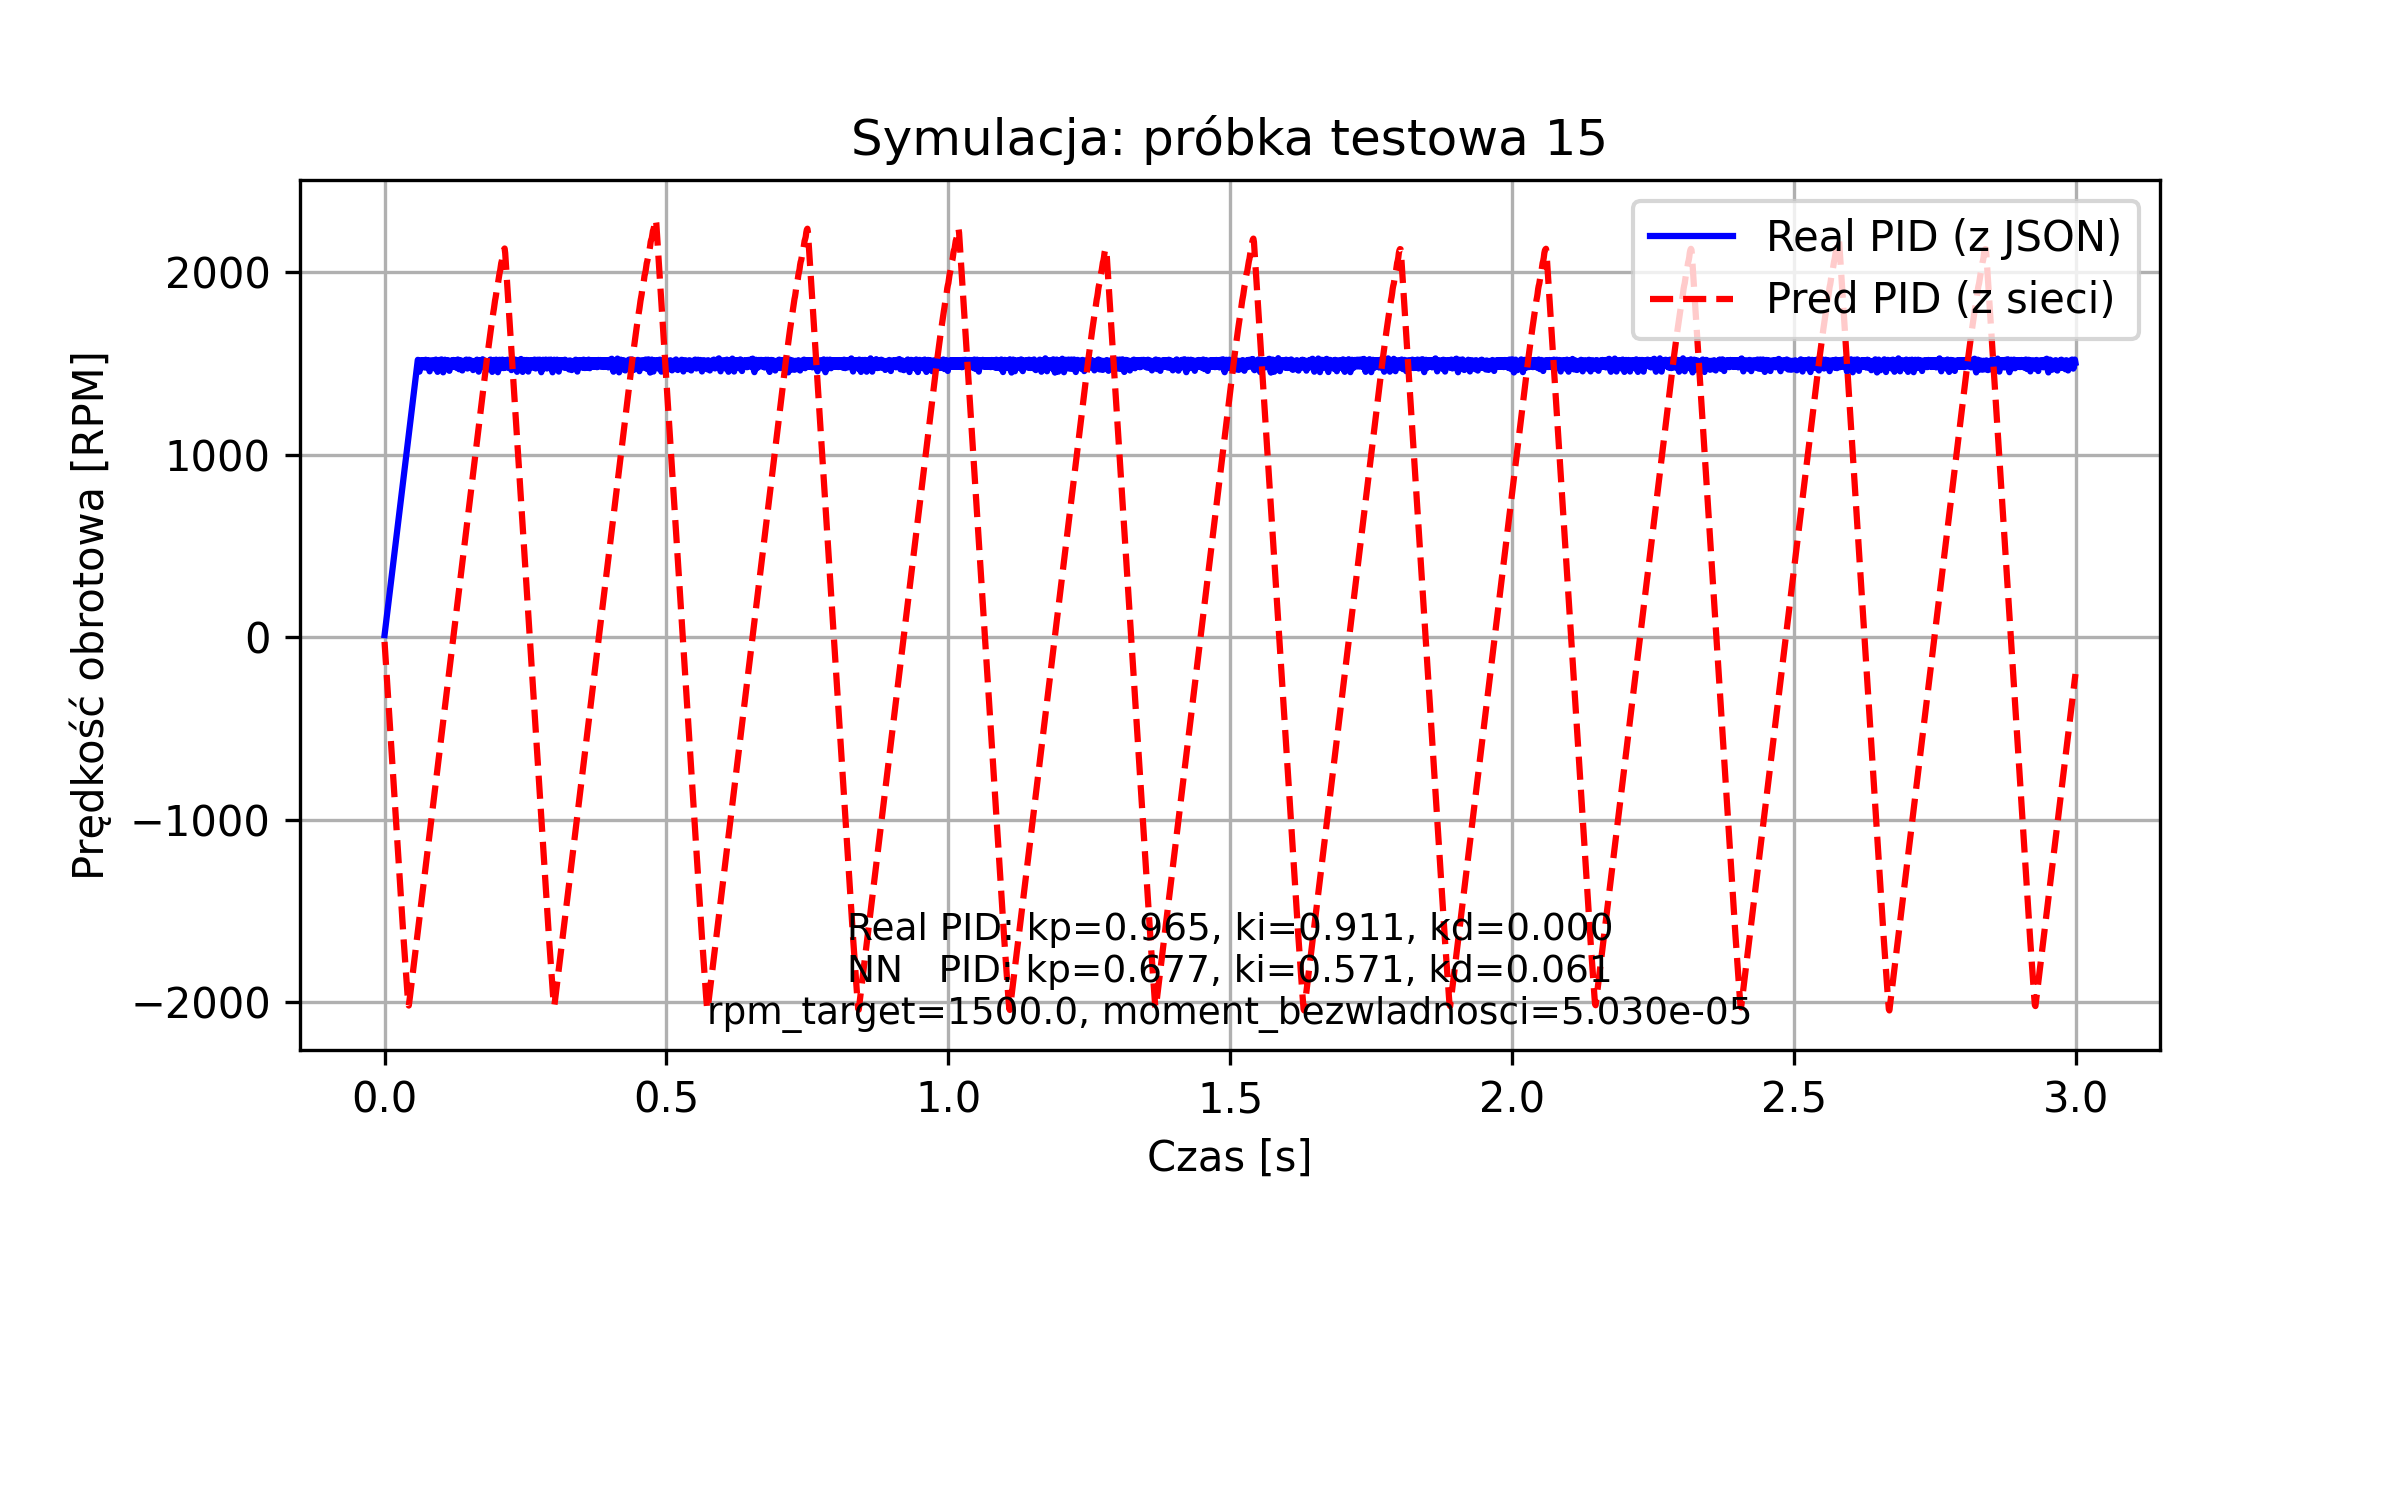 Symulacja: próbka testowa 15
Real PID (z JSON)
Pred PID (z sieci)
Prędkość obrotowa [RPM]
2000
1000
0
−1000
−2000
Real PID: kp=0.965, ki=0.911, kd=0.000
NN PID: kp=0.677, ki=0.571, kd=0.061
rpm_target=1500.0, moment_bezwladnosci=5.030e-05
0.0 0.5 1.0 1.5 2.0 2.5 3.0
Czas [s]